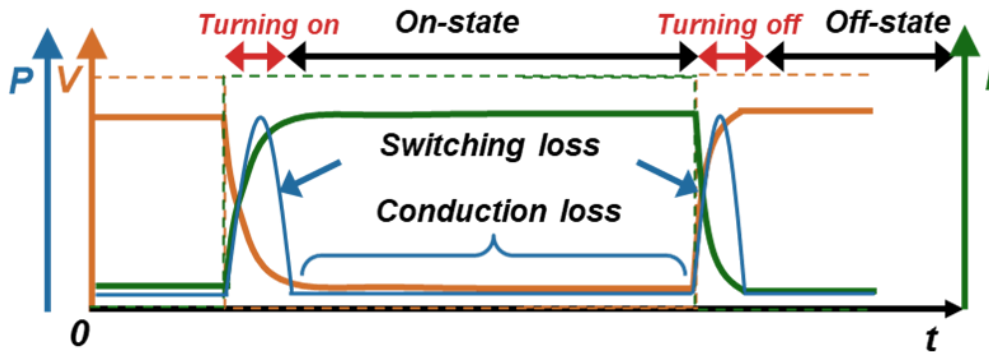 Turning on
On-state
Turning off
Off-state
P
V
I
Switching loss
Conduction loss
0
t